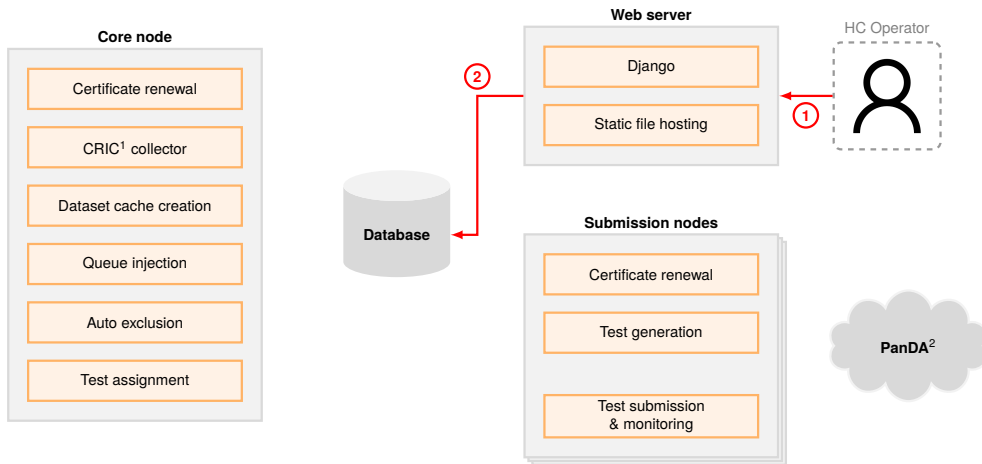 Core node
Certificate renewal
CRIC¹ collector
Dataset cache creation
Queue injection
Auto exclusion
Test assignment
Database
2
Web server
Django
Static file hosting
1
HC Operator
Submission nodes
Certificate renewal
Test generation
Test submission
& monitoring
PanDA²